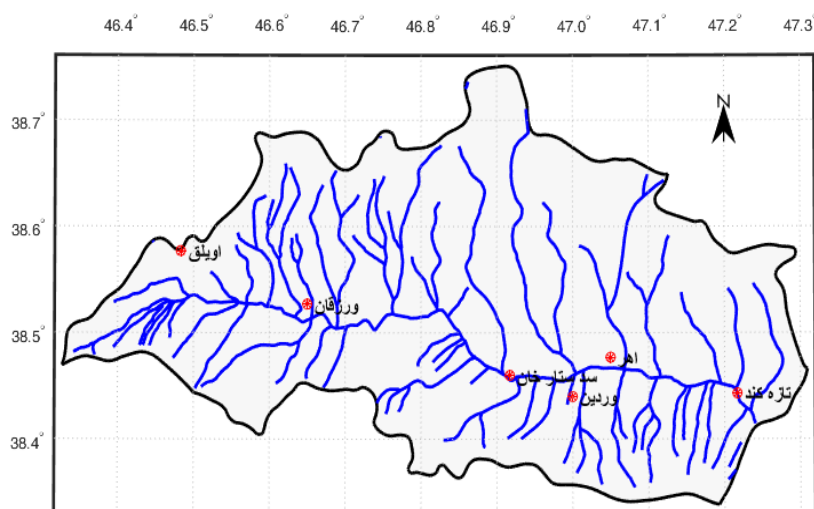 46.4° 46.5° 46.6° 46.7° 46.8° 46.9° 47.0° 47.1° 47.2° 47.3°
38.7°
N
38.6°
اویلق
ورزقان
38.5°
اهر
سد ستار خان
تازه کند
وردین
38.4°